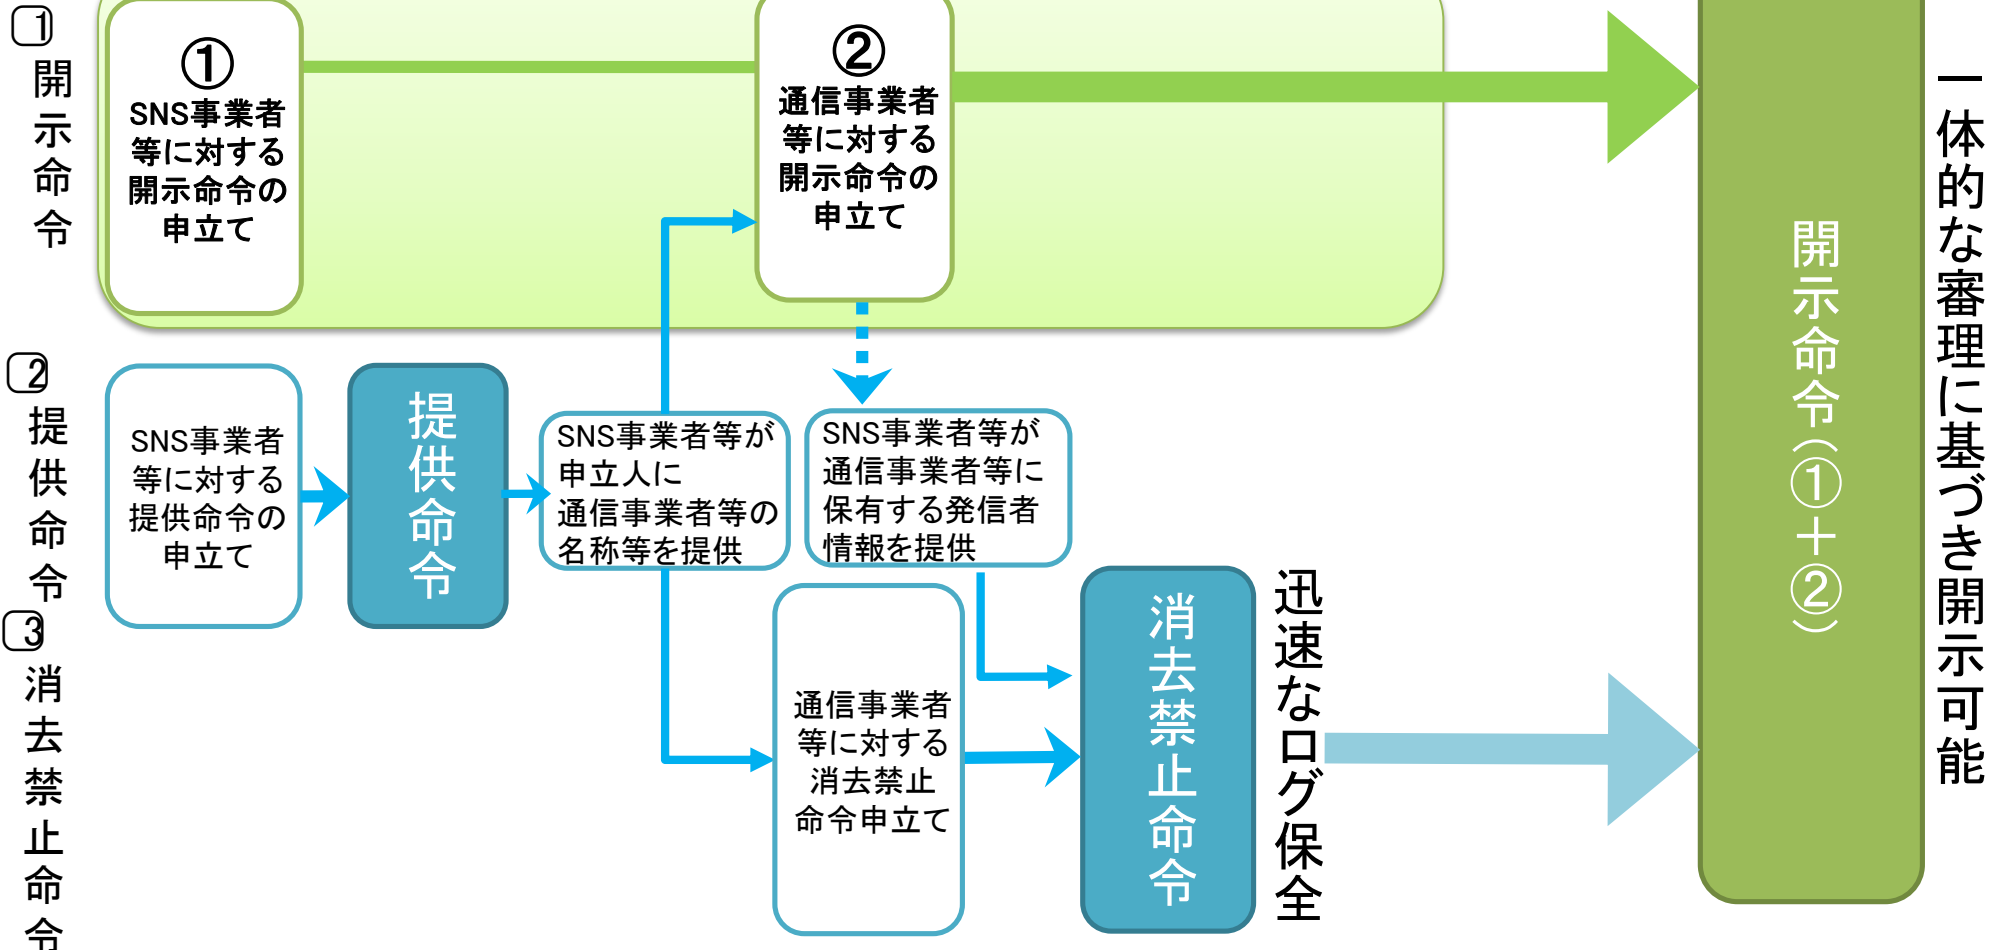 1
開示命令
①
SNS事業者
等に対する
開示命令の
申立て
②
通信事業者
等に対する
開示命令の
申立て
2
提供命令
SNS事業者
等に対する
提供命令の
申立て
提供命令
SNS事業者等が
申立人に
通信事業者等の
名称等を提供
SNS事業者等が
通信事業者等に
保有する発信者
情報を提供
3
消去禁止命令
通信事業者
等に対する
消去禁止
命令申立て
消去禁止命令
迅速なログ保全
開示命令(①+②)
一体的な審理に基づき開示可能